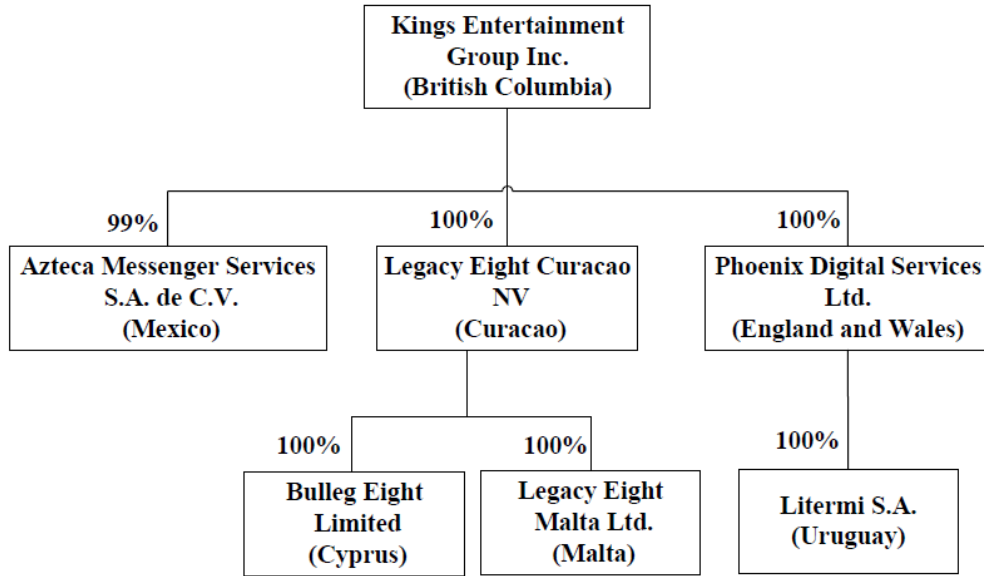 Kings Entertainment
Group Inc.
(British Columbia)
99%
100%
100%
Azteca Messenger Services
S.A. de C.V.
(Mexico)
Legacy Eight Curacao
NV
(Curacao)
Phoenix Digital Services
Ltd.
(England and Wales)
100%
100%
100%
Bulleg Eight
Limited
(Cyprus)
Legacy Eight
Malta Ltd.
(Malta)
Litermi S.A.
(Uruguay)